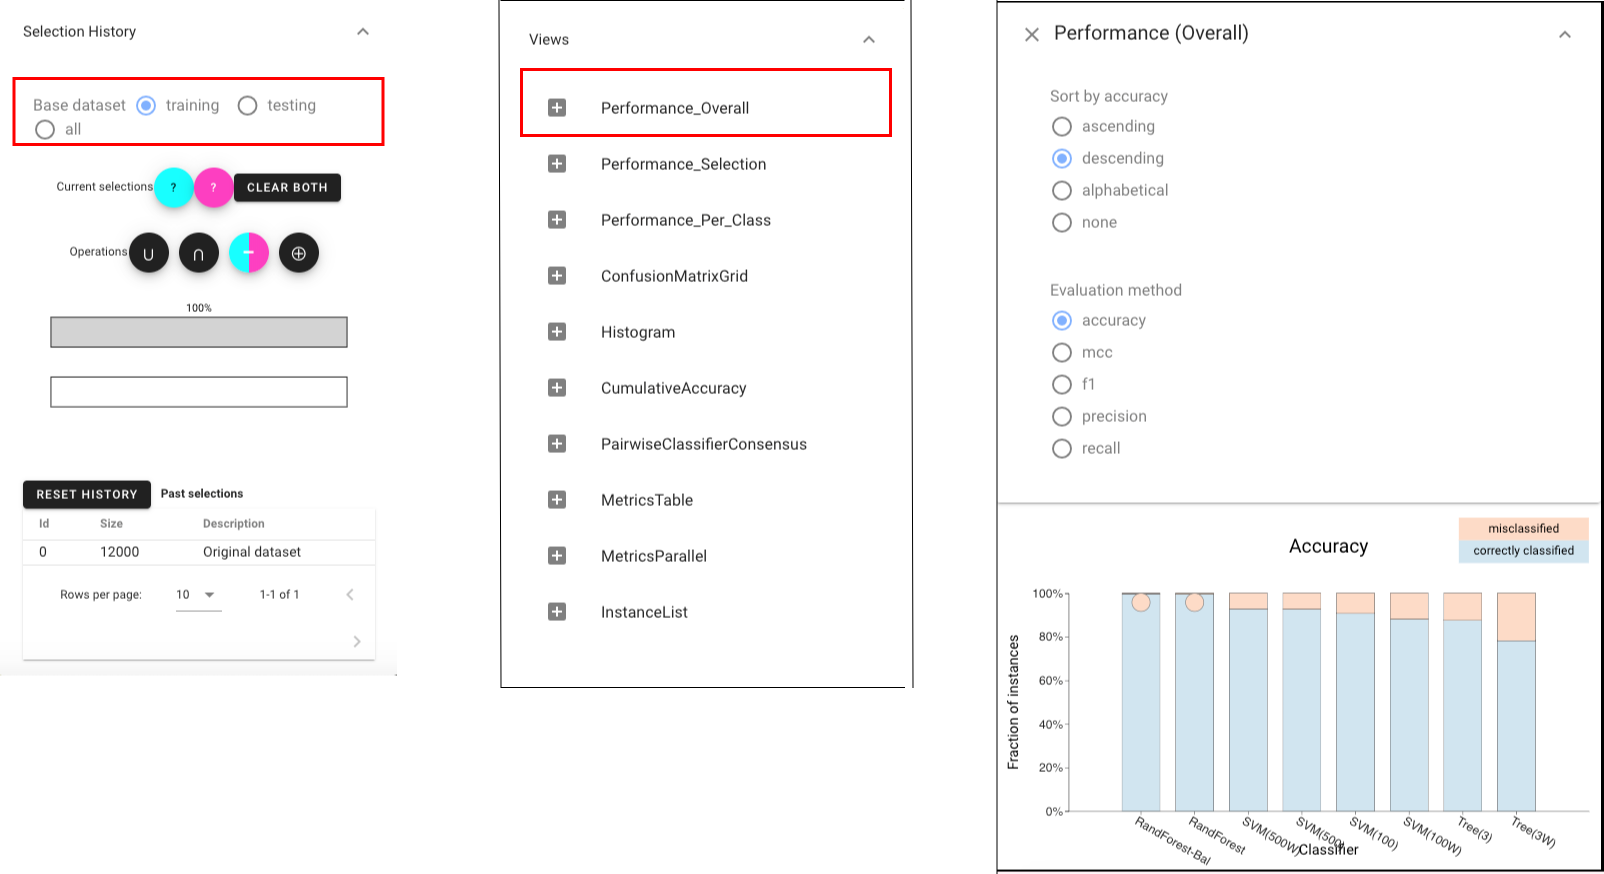 Selection History
Base dataset training testing
all
Current selections ? ? CLEAR BOTH
Operations ∪ ∩ − ⊕
100%
RESET HISTORY Past selections
Id Size Description
0 12000 Original dataset
Rows per page: 10 1-1 of 1
Views
Performance_Overall
Performance_Selection
Performance_Per_Class
ConfusionMatrixGrid
Histogram
CumulativeAccuracy
PairwiseClassifierConsensus
MetricsTable
MetricsParallel
InstanceList
Performance (Overall)
Sort by accuracy
ascending
descending
alphabetical
none
Evaluation method
accuracy
mcc
f1
precision
recall
misclassified
correctly classified
Accuracy
Fraction of instances
100%
80%
60%
40%
20%
0%
RandForest-Bal
RandForest
SVM(500W)
SVM(500)
SVM(100)
SVM(100W)
Tree(3)
Tree(3W)
Classifier